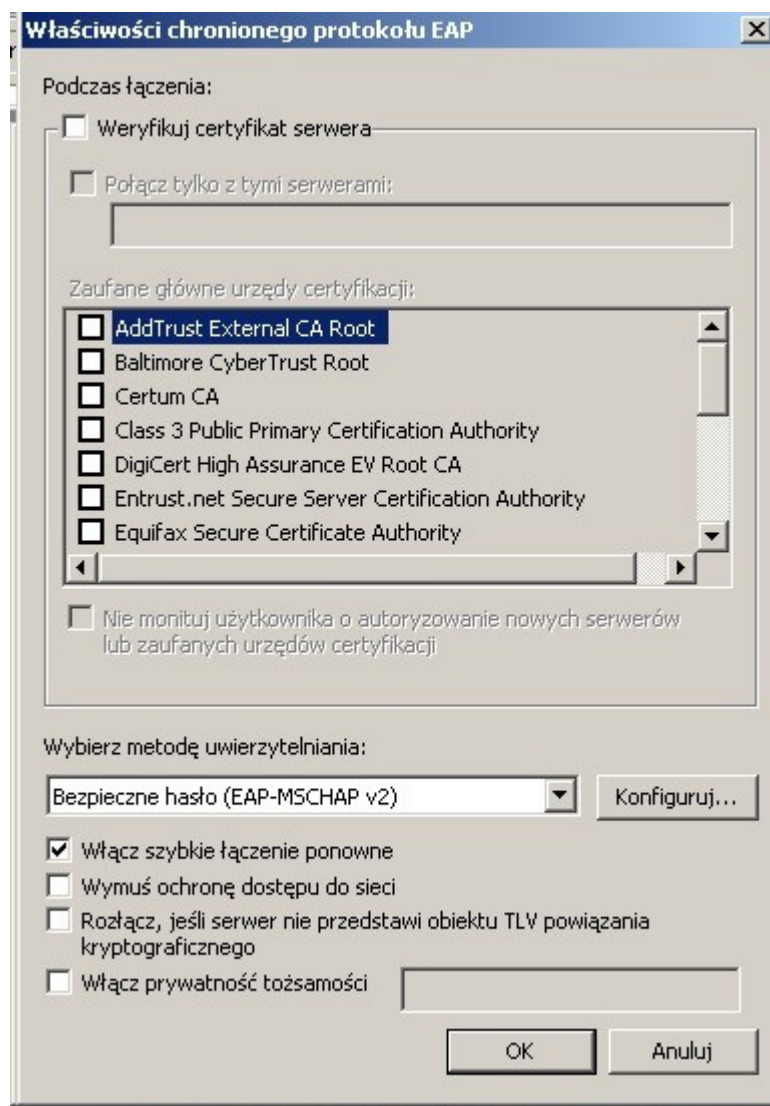 Właściwości chronionego protokołu EAP
Podczas łączenia:
Weryfikuj certyfikat serwera
Połącz tylko z tymi serwerami:
Zaufane główne urzędy certyfikacji:
AddTrust External CA Root
Baltimore CyberTrust Root
Certum CA
Class 3 Public Primary Certification Authority
DigiCert High Assurance EV Root CA
Entrust.net Secure Server Certification Authority
Equifax Secure Certificate Authority
Nie monituj użytkownika o autoryzowanie nowych serwerów
lub zaufanych urzędów certyfikacji
Wybierz metodę uwierzytelniania:
Bezpieczne hasło (EAP-MSCHAP v2)
Konfiguruj...
Włącz szybkie łączenie ponowne
Wymuś ochronę dostępu do sieci
Rozłącz, jeśli serwer nie przedstawi obiektu TLV powiązania
kryptograficznego
Włącz prywatność tożsamości
OK
Anuluj